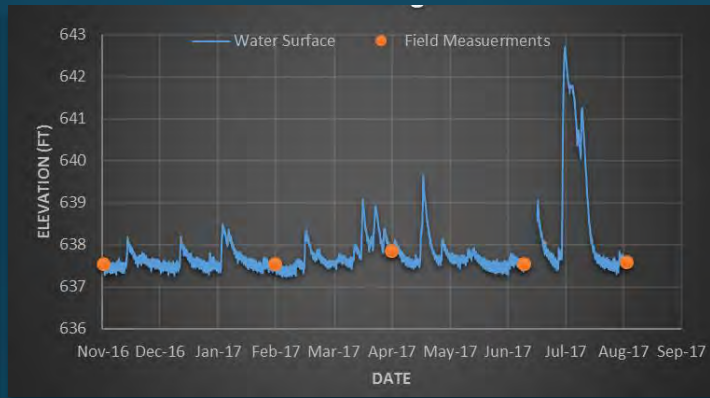 Water Surface Field Measuerments
643
642
641
640
639
638
637
636
ELEVATION (FT)
Nov-16 Dec-16 Jan-17 Feb-17 Mar-17 Apr-17 May-17 Jun-17 Jul-17 Aug-17 Sep-17
DATE